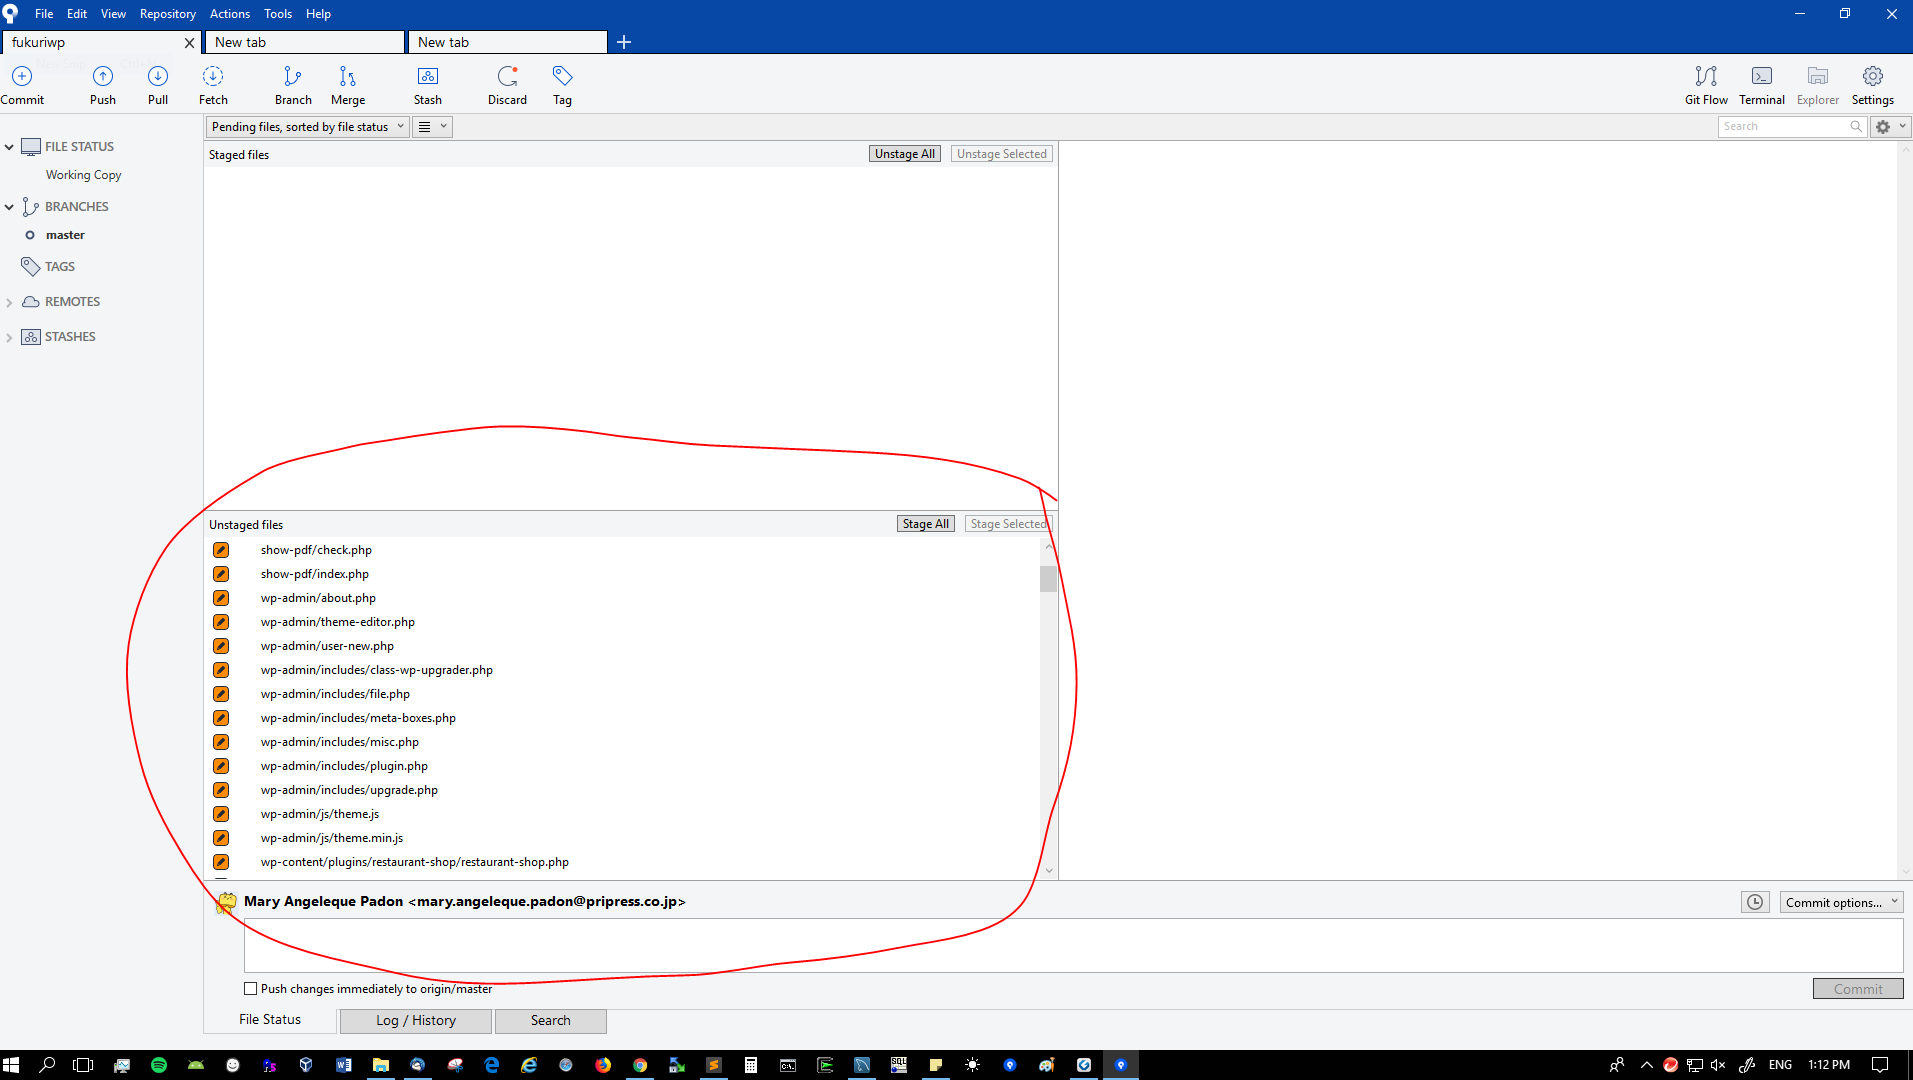 File Edit View Repository Actions Tools Help
fukuriwp New tab New tab
Commit Push Pull Fetch Branch Merge Stash Discard Tag Git Flow Terminal Explorer Settings
Pending files, sorted by file status Search
FILE STATUS
Working Copy
BRANCHES
master
TAGS
REMOTES
STASHES
Staged files Unstage All Unstage Selected
Unstaged files Stage All Stage Selected
show-pdf/check.php
show-pdf/index.php
wp-admin/about.php
wp-admin/theme-editor.php
wp-admin/user-new.php
wp-admin/includes/class-wp-upgrader.php
wp-admin/includes/file.php
wp-admin/includes/meta-boxes.php
wp-admin/includes/misc.php
wp-admin/includes/plugin.php
wp-admin/includes/upgrade.php
wp-admin/js/theme.js
wp-admin/js/theme.min.js
wp-content/plugins/restaurant-shop/restaurant-shop.php
Mary Angeleque Padon <mary.angeleque.padon@pripress.co.jp> Commit options...
Push changes immediately to origin/master Commit
File Status Log / History Search
ENG 1:12 PM